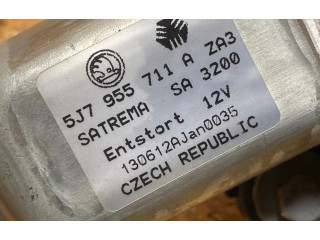 5J7 955 711 A ZA3
SATREMA SA 3200
Entstort 12V
130612AJan0035
CZECH REPUBLIC